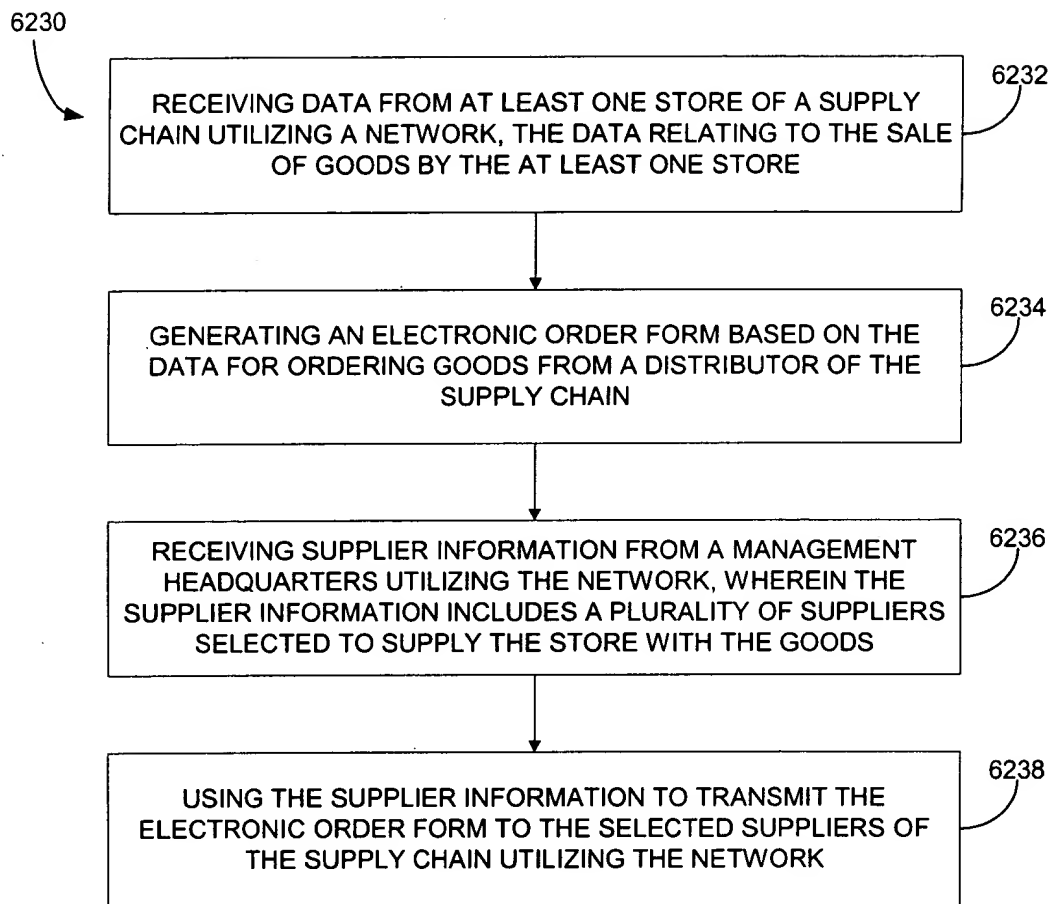 6230
6232
RECEIVING DATA FROM AT LEAST ONE STORE OF A SUPPLY
CHAIN UTILIZING A NETWORK, THE DATA RELATING TO THE SALE
OF GOODS BY THE AT LEAST ONE STORE
6234
GENERATING AN ELECTRONIC ORDER FORM BASED ON THE
DATA FOR ORDERING GOODS FROM A DISTRIBUTOR OF THE
SUPPLY CHAIN
6236
RECEIVING SUPPLIER INFORMATION FROM A MANAGEMENT
HEADQUARTERS UTILIZING THE NETWORK, WHEREIN THE
SUPPLIER INFORMATION INCLUDES A PLURALITY OF SUPPLIERS
SELECTED TO SUPPLY THE STORE WITH THE GOODS
6238
USING THE SUPPLIER INFORMATION TO TRANSMIT THE
ELECTRONIC ORDER FORM TO THE SELECTED SUPPLIERS OF
THE SUPPLY CHAIN UTILIZING THE NETWORK